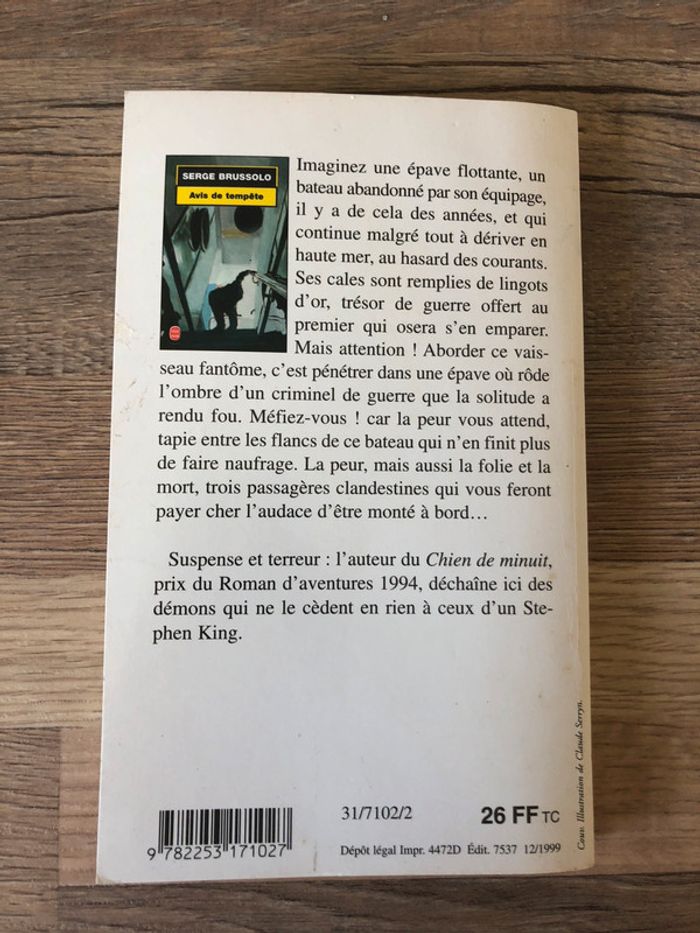 SERGE BRUSSOLO
Avis de tempête
Imaginez une épave flottante, un
bateau abandonné par son équipage,
il y a de cela des années, et qui
continue malgré tout à dériver en
haute mer, au hasard des courants.
Ses cales sont remplies de lingots
d'or, trésor de guerre offert au
premier qui osera s'en emparer.
Mais attention ! Aborder ce vais-
seau fantôme, c'est pénétrer dans une épave où rôde
l'ombre d'un criminel de guerre que la solitude a
rendu fou. Méfiez-vous ! car la peur vous attend,
tapie entre les flancs de ce bateau qui n'en finit plus
de faire naufrage. La peur, mais aussi la folie et la
mort, trois passagères clandestines qui vous feront
payer cher l'audace d'être monté à bord…
Suspense et terreur : l'auteur du Chien de minuit,
prix du Roman d'aventures 1994, déchaîne ici des
démons qui ne le cèdent en rien à ceux d'un Ste-
phen King.
Couv. Illustration de Claude Serryn.
31/7102/2
26 FF TC
9 782253 171027
Dépôt légal Impr. 4472D Édit. 7537 12/1999